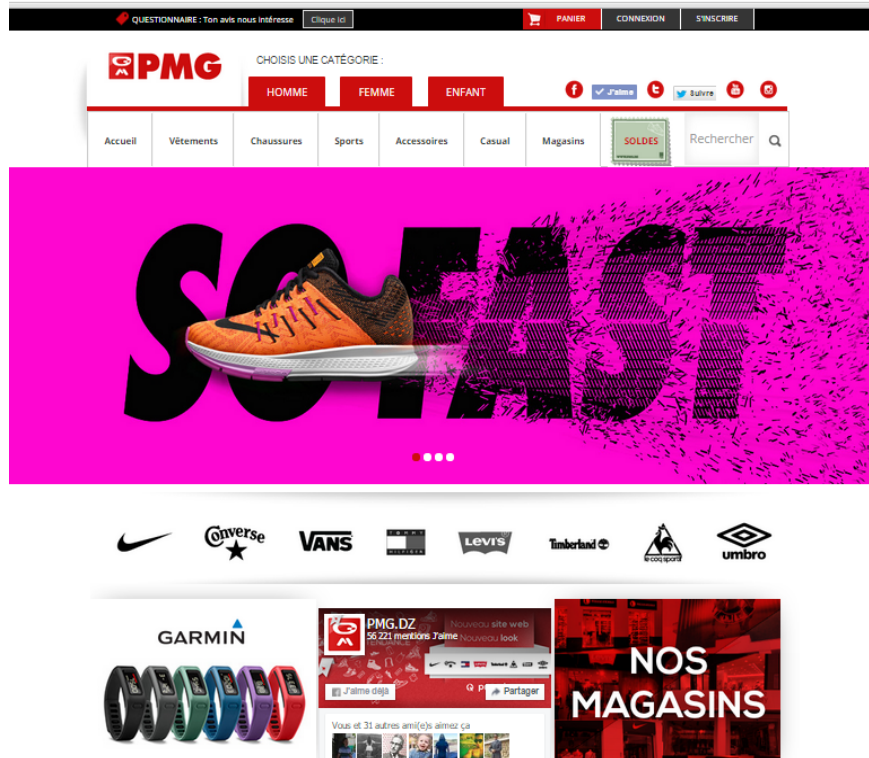 QUESTIONNAIRE : Ton avis nous intéresse
Clique ici
PANIER
CONNEXION
S'INSCRIRE
PMG
CHOISIS UNE CATÉGORIE :
HOMME
FEMME
ENFANT
J'aime
Suivre
Accueil
Vêtements
Chaussures
Sports
Accessoires
Casual
Magasins
SOLDES
Rechercher
SO FAST
Converse
VANS
TOMMY
HILFIGER
LEVI'S
Timberland
le coq sportif
umbro
GARMIN
PMG.DZ
56 221 mentions J'aime
TENDANCE
Nouveau site web
Nouveau look
J'aime déjà
Partager
Vous et 31 autres ami(e)s aimez ça
NOS
MAGASINS